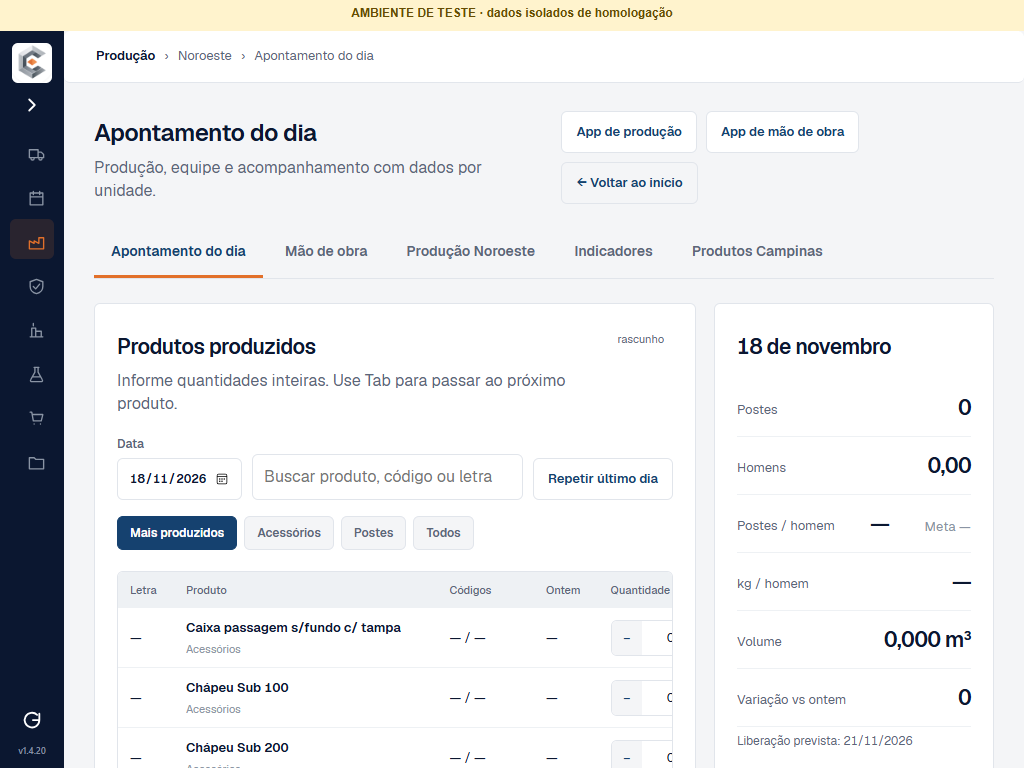 AMBIENTE DE TESTE · dados isolados de homologação
Produção › Noroeste › Apontamento do dia
Apontamento do dia
Produção, equipe e acompanhamento com dados por
unidade.
App de produção
App de mão de obra
← Voltar ao início
Apontamento do dia
Mão de obra
Produção Noroeste
Indicadores
Produtos Campinas
Produtos produzidos
rascunho
Informe quantidades inteiras. Use Tab para passar ao próximo
produto.
Data
18/11/2026
Buscar produto, código ou letra
Repetir último dia
Mais produzidos
Acessórios
Postes
Todos
Letra Produto Códigos Ontem Quantidade
— Caixa passagem s/fundo c/ tampa — / — — − 0
Acessórios
— Chápeu Sub 100 — / — — − 0
Acessórios
— Chápeu Sub 200 — / — — − 0
Acessórios
18 de novembro
Postes 0
Homens 0,00
Postes / homem — Meta —
kg / homem —
Volume 0,000 m³
Variação vs ontem 0
Liberação prevista: 21/11/2026
v1.4.20